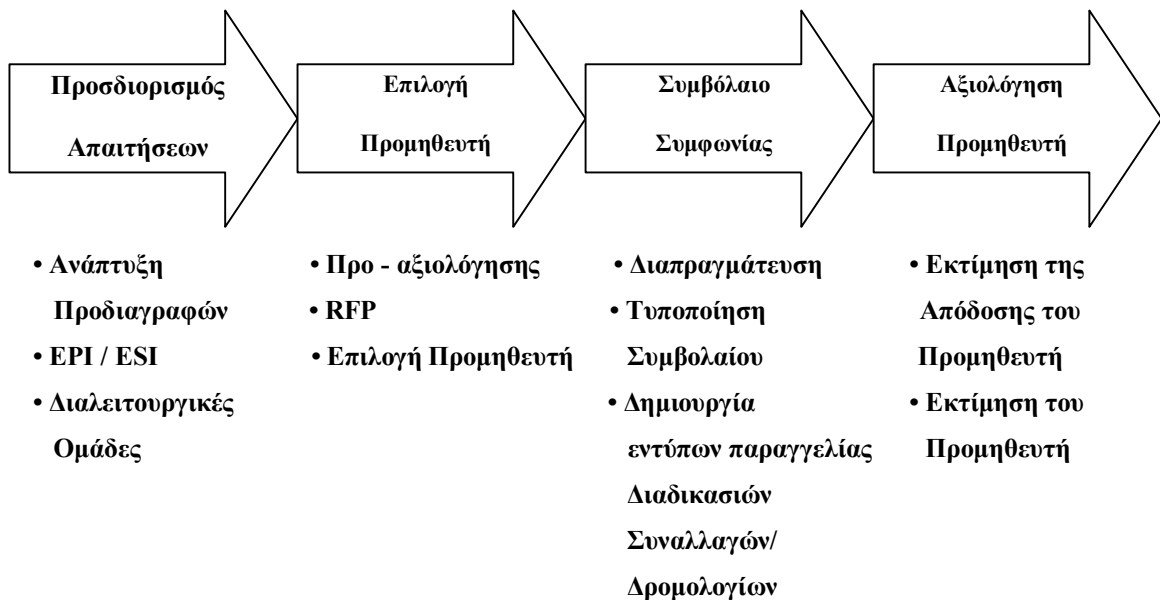 Προσδιορισμός
Απαιτήσεων
Επιλογή
Προμηθευτή
Συμβόλαιο
Συμφωνίας
Αξιολόγηση
Προμηθευτή
• Ανάπτυξη
Προδιαγραφών
• EPI / ESI
• Διαλειτουργικές
Ομάδες
• Προ - αξιολόγησης
• RFP
• Επιλογή Προμηθευτή
• Διαπραγμάτευση
• Τυποποίηση
Συμβολαίου
• Δημιουργία
εντύπων παραγγελίας
Διαδικασιών
Συναλλαγών/
Δρομολογίων
• Εκτίμηση της
Απόδοσης του
Προμηθευτή
• Εκτίμηση του
Προμηθευτή